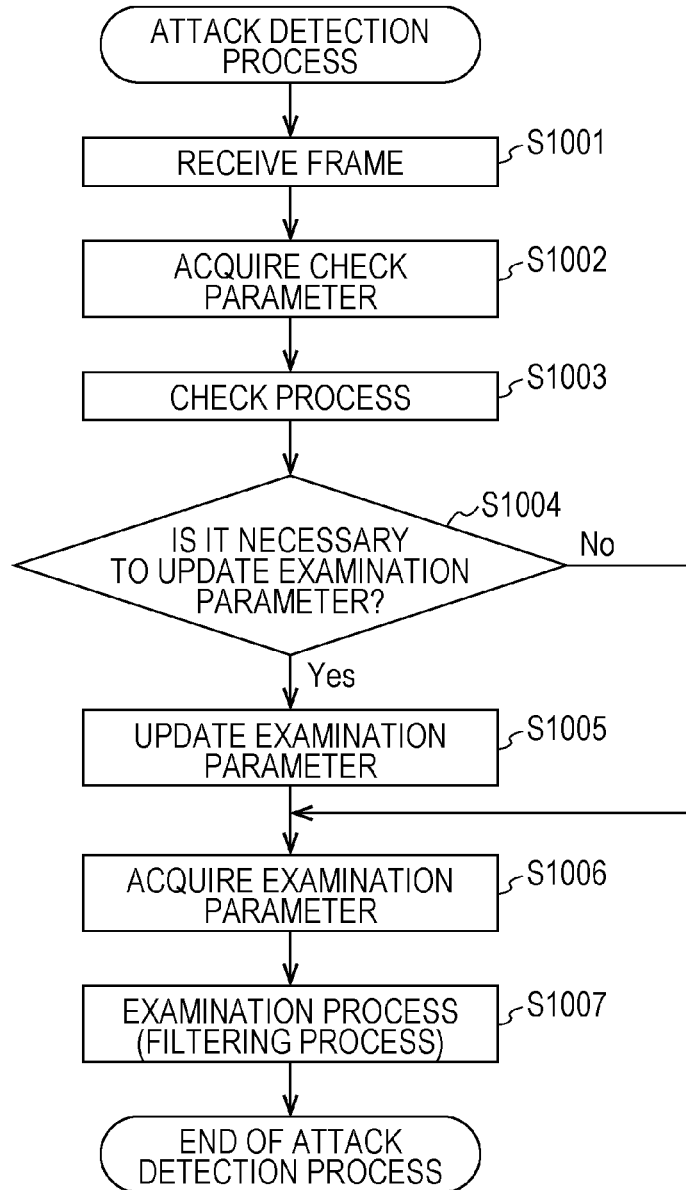 ATTACK DETECTION
PROCESS
RECEIVE FRAME
S1001
ACQUIRE CHECK
PARAMETER
S1002
CHECK PROCESS
S1003
IS IT NECESSARY
TO UPDATE EXAMINATION
PARAMETER?
S1004
No
Yes
UPDATE EXAMINATION
PARAMETER
S1005
ACQUIRE EXAMINATION
PARAMETER
S1006
EXAMINATION PROCESS
(FILTERING PROCESS)
S1007
END OF ATTACK
DETECTION PROCESS